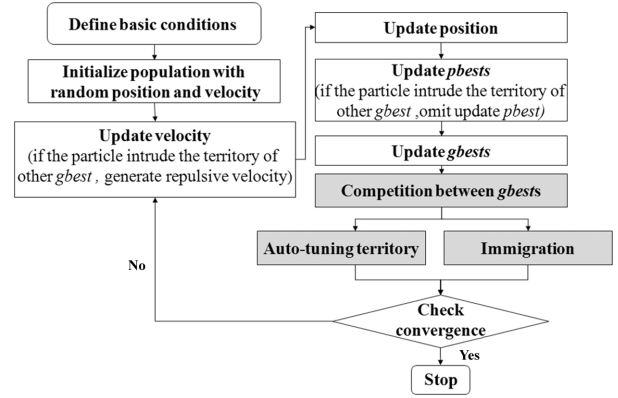 Define basic conditions
Initialize population with
random position and velocity
Update velocity
(if the particle intrude the territory of
other gbest , generate repulsive velocity)
Update position
Update pbests
(if the particle intrude the territory of
other gbest ,omit update pbest)
Update gbests
Competition between gbests
Auto-tuning territory
Immigration
Check
convergence
No
Yes
Stop